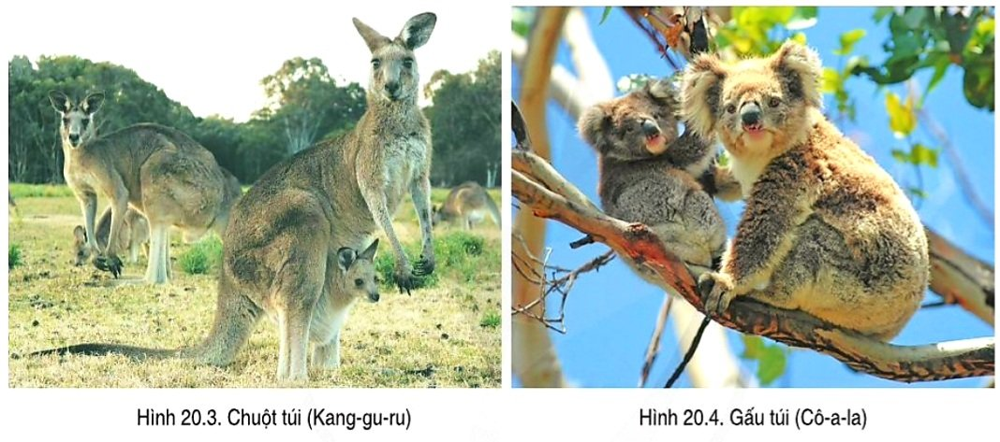 Hình 20.3. Chuột túi (Kang-gu-ru)
Hình 20.4. Gấu túi (Cô-a-la)